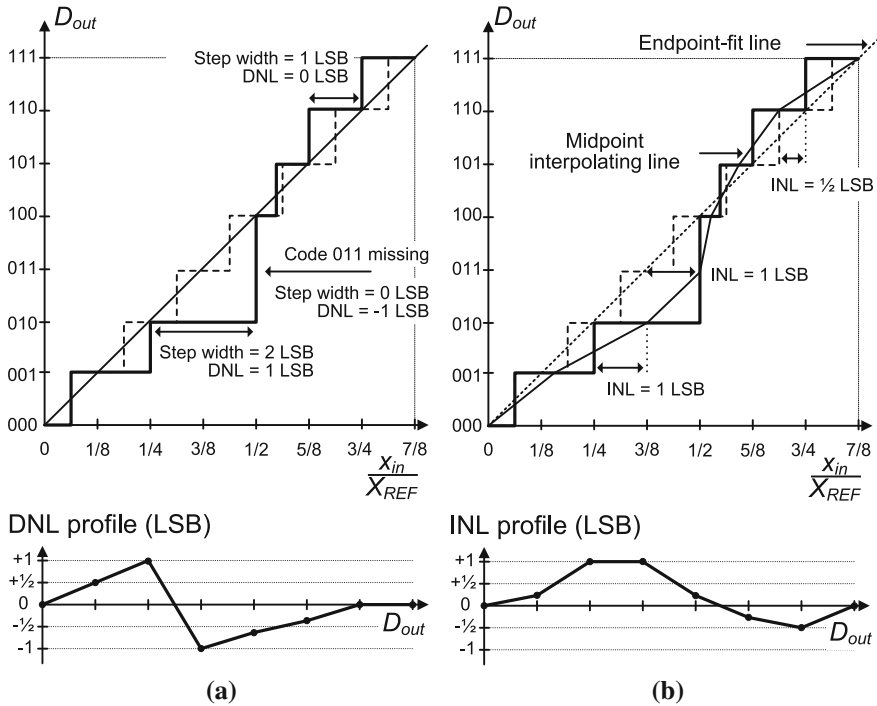 D_out
111
110
101
100
011
010
001
000
Step width = 1 LSB
DNL = 0 LSB
Code 011 missing
Step width = 0 LSB
DNL = -1 LSB
Step width = 2 LSB
DNL = 1 LSB
0 1/8 1/4 3/8 1/2 5/8 3/4 7/8
x_in
X_REF
DNL profile (LSB)
+1
+½
0
-½
-1
D_out
(a)
D_out
111
110
101
100
011
010
001
000
Endpoint-fit line
Midpoint
interpolating line
INL = ½ LSB
INL = 1 LSB
INL = 1 LSB
0 1/8 1/4 3/8 1/2 5/8 3/4 7/8
x_in
X_REF
INL profile (LSB)
+1
+½
0
-½
-1
D_out
(b)